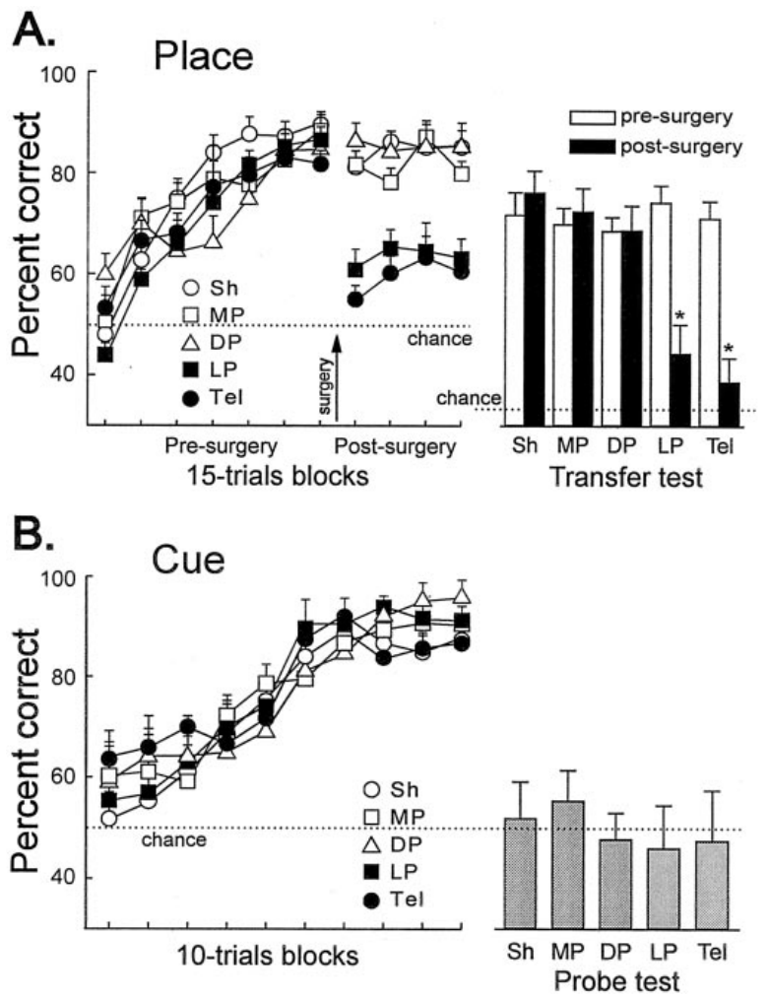 A.
Place
Percent correct
100
80
60
40
Sh
MP
DP
LP
Tel
chance
surgery
Pre-surgery
Post-surgery
15-trials blocks
pre-surgery
post-surgery
*
*
chance
Sh MP DP LP Tel
Transfer test
B.
Cue
Percent correct
100
80
60
40
chance
Sh
MP
DP
LP
Tel
10-trials blocks
Sh MP DP LP Tel
Probe test